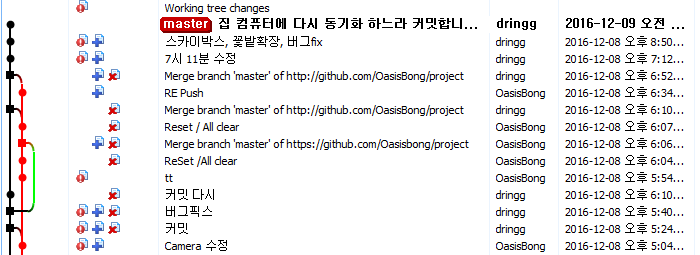 Working tree changes
master 집 컴퓨터에 다시 동기화 하느라 커밋합니... dringg 2016-12-09 오전 ...
스카이박스, 꽃밭확장, 버그fix dringg 2016-12-08 오후 8:50...
7시 11분 수정 dringg 2016-12-08 오후 7:12...
Merge branch 'master' of http://github.com/OasisBong/project dringg 2016-12-08 오후 6:52...
RE Push OasisBong 2016-12-08 오후 6:34...
Merge branch 'master' of http://github.com/OasisBong/project dringg 2016-12-08 오후 6:10...
Reset / All clear OasisBong 2016-12-08 오후 6:07...
Merge branch 'master' of https://github.com/Oasisbong/project OasisBong 2016-12-08 오후 6:06...
ReSet /All clear OasisBong 2016-12-08 오후 6:04...
tt OasisBong 2016-12-08 오후 5:54...
커밋 다시 dringg 2016-12-08 오후 6:10...
버그픽스 dringg 2016-12-08 오후 5:40...
커밋 dringg 2016-12-08 오후 5:24...
Camera 수정 OasisBong 2016-12-08 오후 5:04...